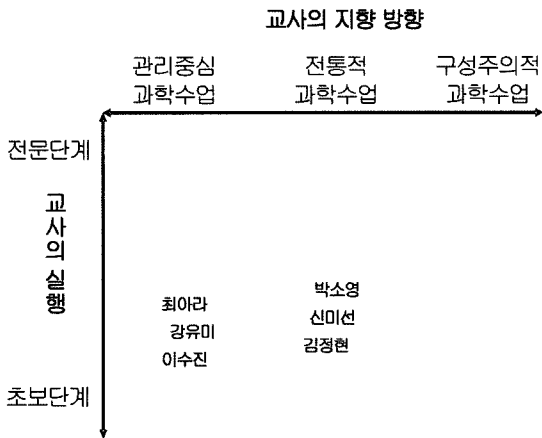 교사의 지향 방향
관리중심 전통적 구성주의적
과학수업 과학수업 과학수업
전문단계
교사의 실행
박소영
최아라
신미선
강유미
김정현
이수진
초보단계